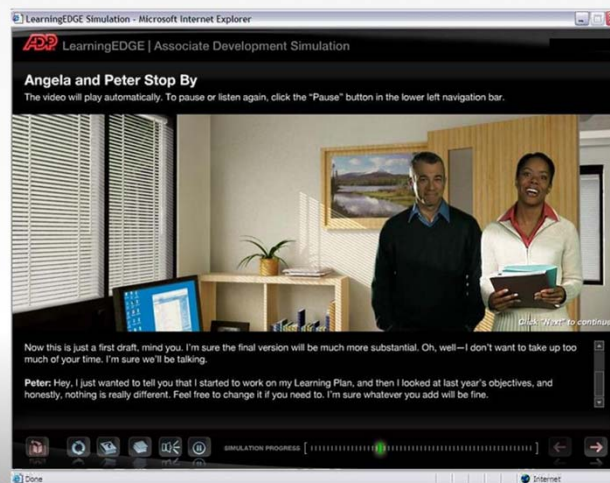 LearningEDGE Simulation - Microsoft Internet Explorer
ADP LearningEDGE | Associate Development Simulation
Angela and Peter Stop By
The video will play automatically. To pause or listen again, click the "Pause" button in the lower left navigation bar.
Click "Next" to continue
Now this is just a first draft, mind you. I'm sure the final version will be much more substantial. Oh, well—I don't want to take up too
much of your time. I'm sure we'll be talking.
Peter: Hey, I just wanted to tell you that I started to work on my Learning Plan, and then I looked at last year's objectives, and
honestly, nothing is really different. Feel free to change it if you need to. I'm sure whatever you add will be fine.
SIMULATION PROGRESS
Done Internet